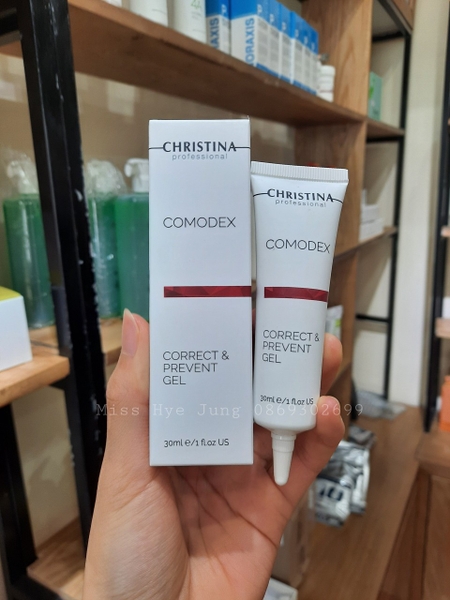 CHRISTINA
professional
COMODEX
CORRECT &
PREVENT
GEL
30ml e/1 fl.oz US
CHRISTINA
professional
COMODEX
CORRECT &
PREVENT
GEL
30ml e/1 fl.oz US
Miss Hye Jung 0869302699